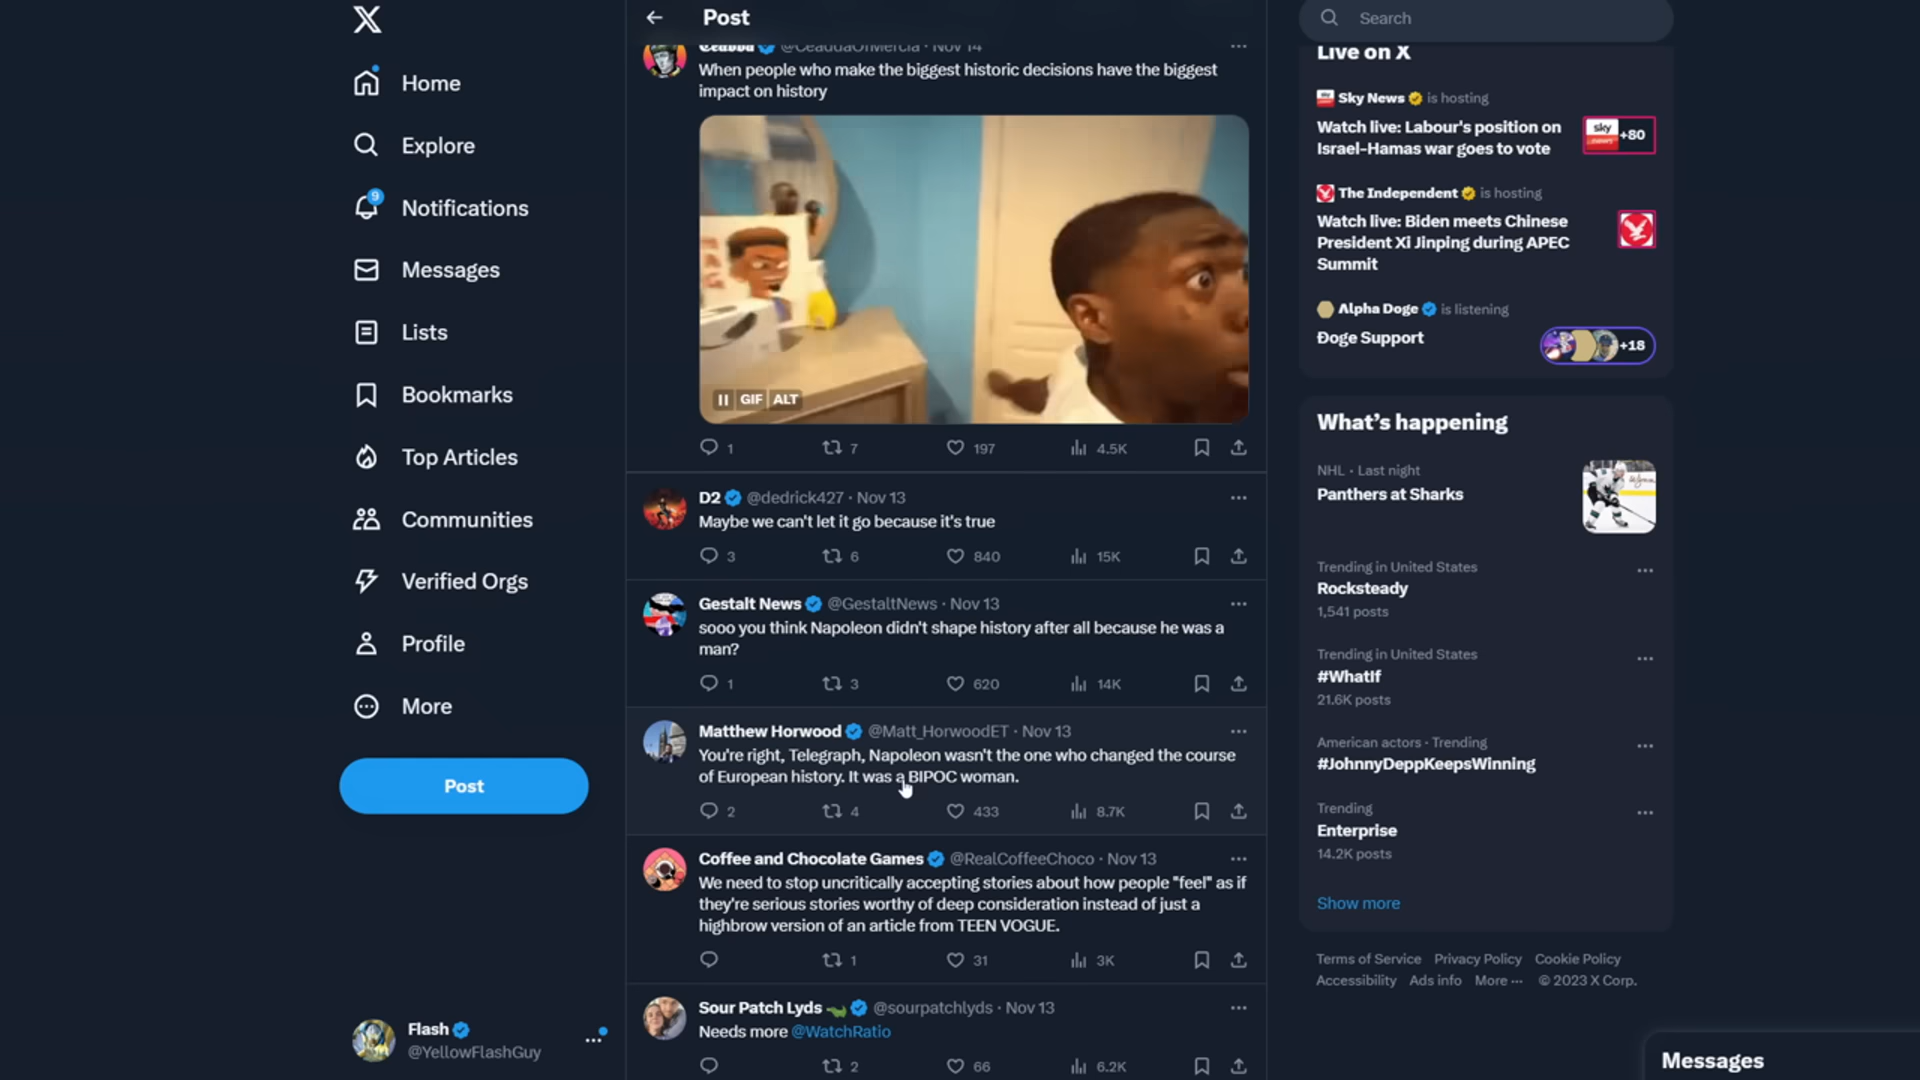 Home
Explore
9
Notifications
Messages
Lists
Bookmarks
Top Articles
Communities
Verified Orgs
Profile
More
Post
Flash
@YellowFlashGuy
Post
Ceadda @CeaddaOfMercia · Nov 14
When people who make the biggest historic decisions have the biggest
impact on history
GIF ALT
1 7 197 4.5K
D2 @dedrick427 · Nov 13
Maybe we can't let it go because it's true
3 6 840 15K
Gestalt News @GestaltNews · Nov 13
sooo you think Napoleon didn't shape history after all because he was a
man?
1 3 620 14K
Matthew Horwood @Matt_HorwoodET · Nov 13
You're right, Telegraph, Napoleon wasn't the one who changed the course
of European history. It was a BIPOC woman.
2 4 433 8.7K
Coffee and Chocolate Games @RealCoffeeChoco · Nov 13
We need to stop uncritically accepting stories about how people "feel" as if
they're serious stories worthy of deep consideration instead of just a
highbrow version of an article from TEEN VOGUE.
1 31 3K
Sour Patch Lyds @sourpatchlyds · Nov 13
Needs more @WatchRatio
2 66 6.2K
Search
Live on X
Sky News is hosting
Watch live: Labour's position on
Israel-Hamas war goes to vote
sky news +80
The Independent is hosting
Watch live: Biden meets Chinese
President Xi Jinping during APEC
Summit
Alpha Doge is listening
Ðoge Support
+18
What's happening
NHL · Last night
Panthers at Sharks
Trending in United States
Rocksteady
1,541 posts
Trending in United States
#WhatIf
21.6K posts
American actors · Trending
#JohnnyDeppKeepsWinning
Trending
Enterprise
14.2K posts
Show more
Terms of Service Privacy Policy Cookie Policy
Accessibility Ads info More ··· © 2023 X Corp.
Messages